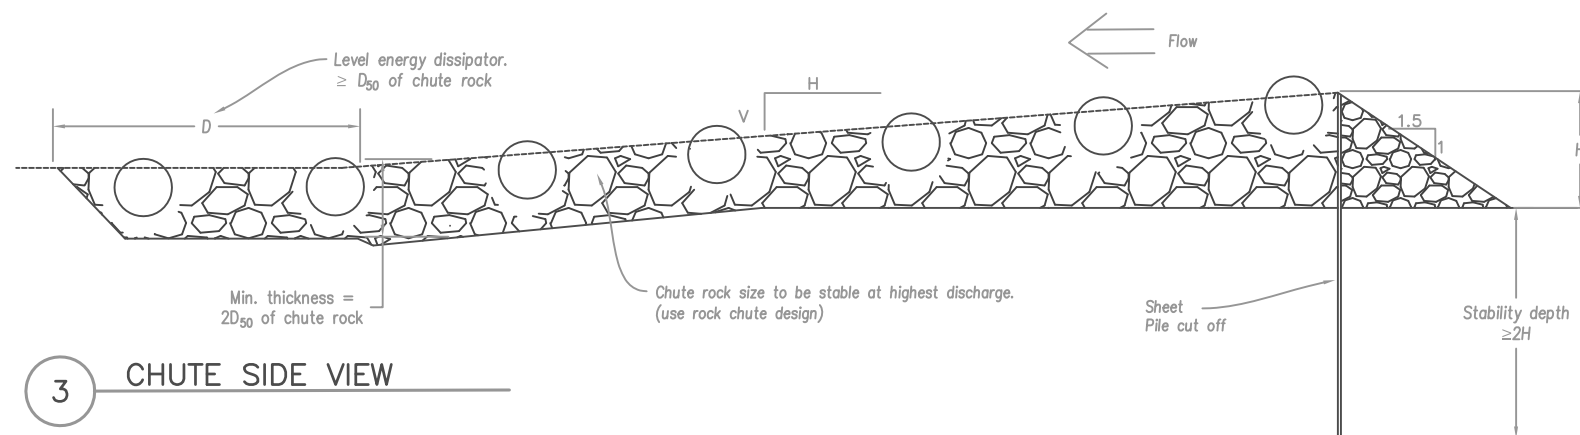 Flow
Level energy dissipator.
≥ D50 of chute rock
H
V
D
1.5
1
H
Min. thickness =
2D50 of chute rock
Chute rock size to be stable at highest discharge.
(use rock chute design)
Sheet
Pile cut off
Stability depth
≥2H
3
CHUTE SIDE VIEW